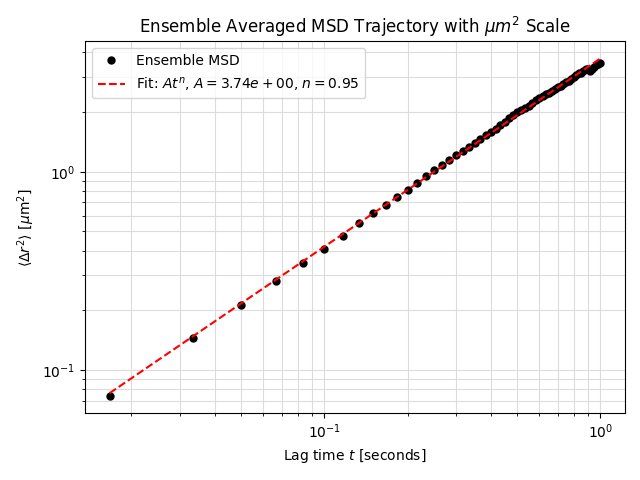 Ensemble Averaged MSD Trajectory with μm² Scale
Ensemble MSD
Fit: Atⁿ, A = 3.74e + 00, n = 0.95
⟨Δr²⟩ [μm²]
10⁰
10⁻¹
10⁻¹ 10⁰
Lag time t [seconds]